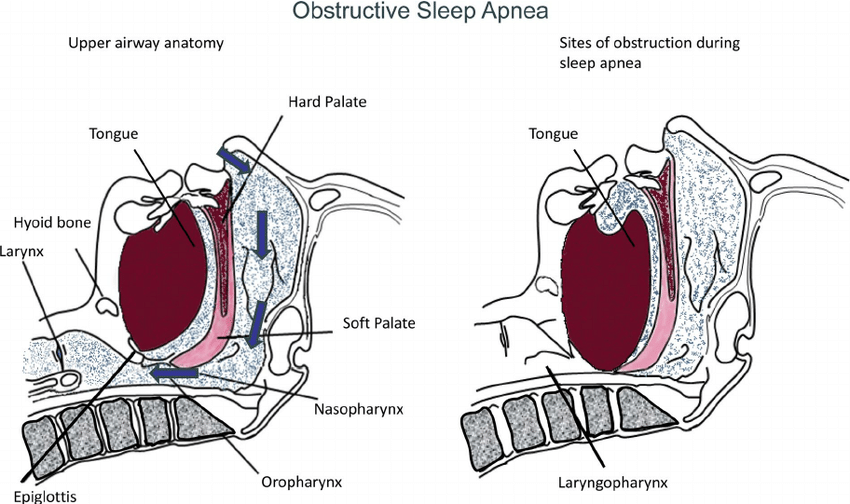 Obstructive Sleep Apnea
Upper airway anatomy
Hard Palate
Tongue
Hyoid bone
Larynx
Soft Palate
Nasopharynx
Oropharynx
Epiglottis
Sites of obstruction during
sleep apnea
Tongue
Laryngopharynx